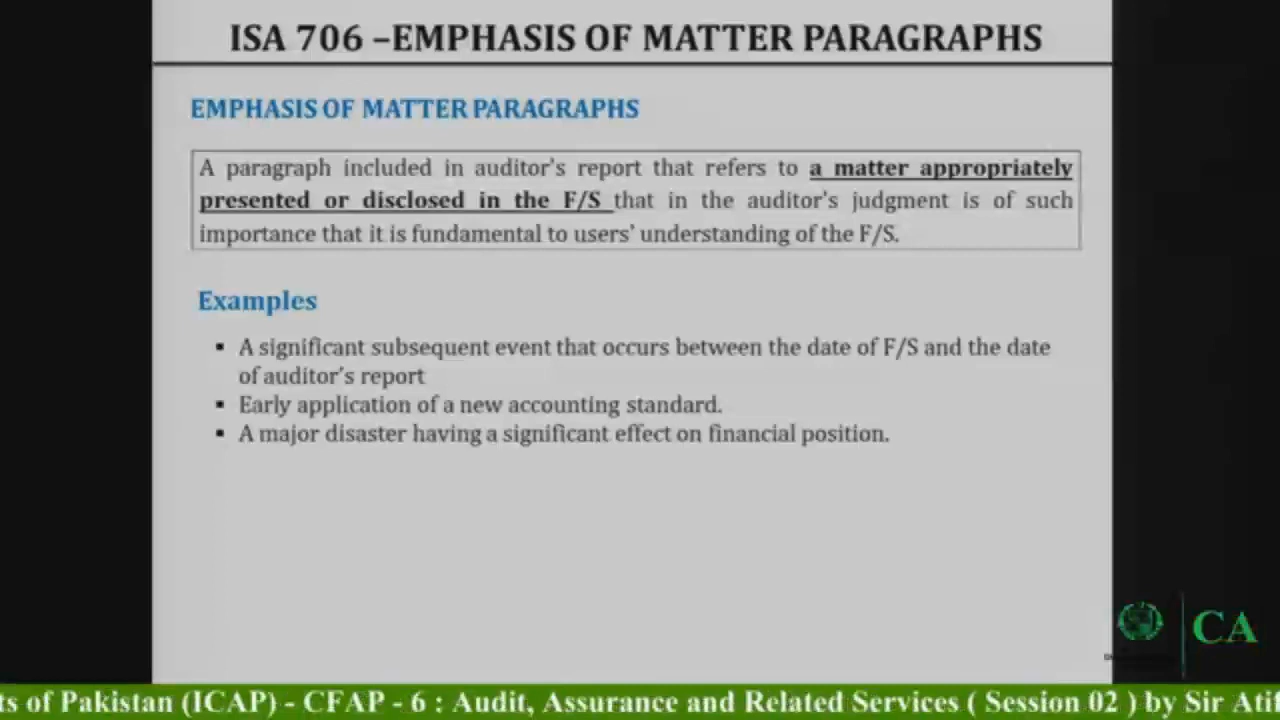 ISA 706 –EMPHASIS OF MATTER PARAGRAPHS
EMPHASIS OF MATTER PARAGRAPHS
A paragraph included in auditor's report that refers to a matter appropriately
presented or disclosed in the F/S that in the auditor's judgment is of such
importance that it is fundamental to users' understanding of the F/S.
Examples
▪ A significant subsequent event that occurs between the date of F/S and the date
of auditor's report
▪ Early application of a new accounting standard.
▪ A major disaster having a significant effect on financial position.
CA
ts of Pakistan (ICAP) - CFAP - 6 : Audit, Assurance and Related Services ( Session 02 ) by Sir Atif